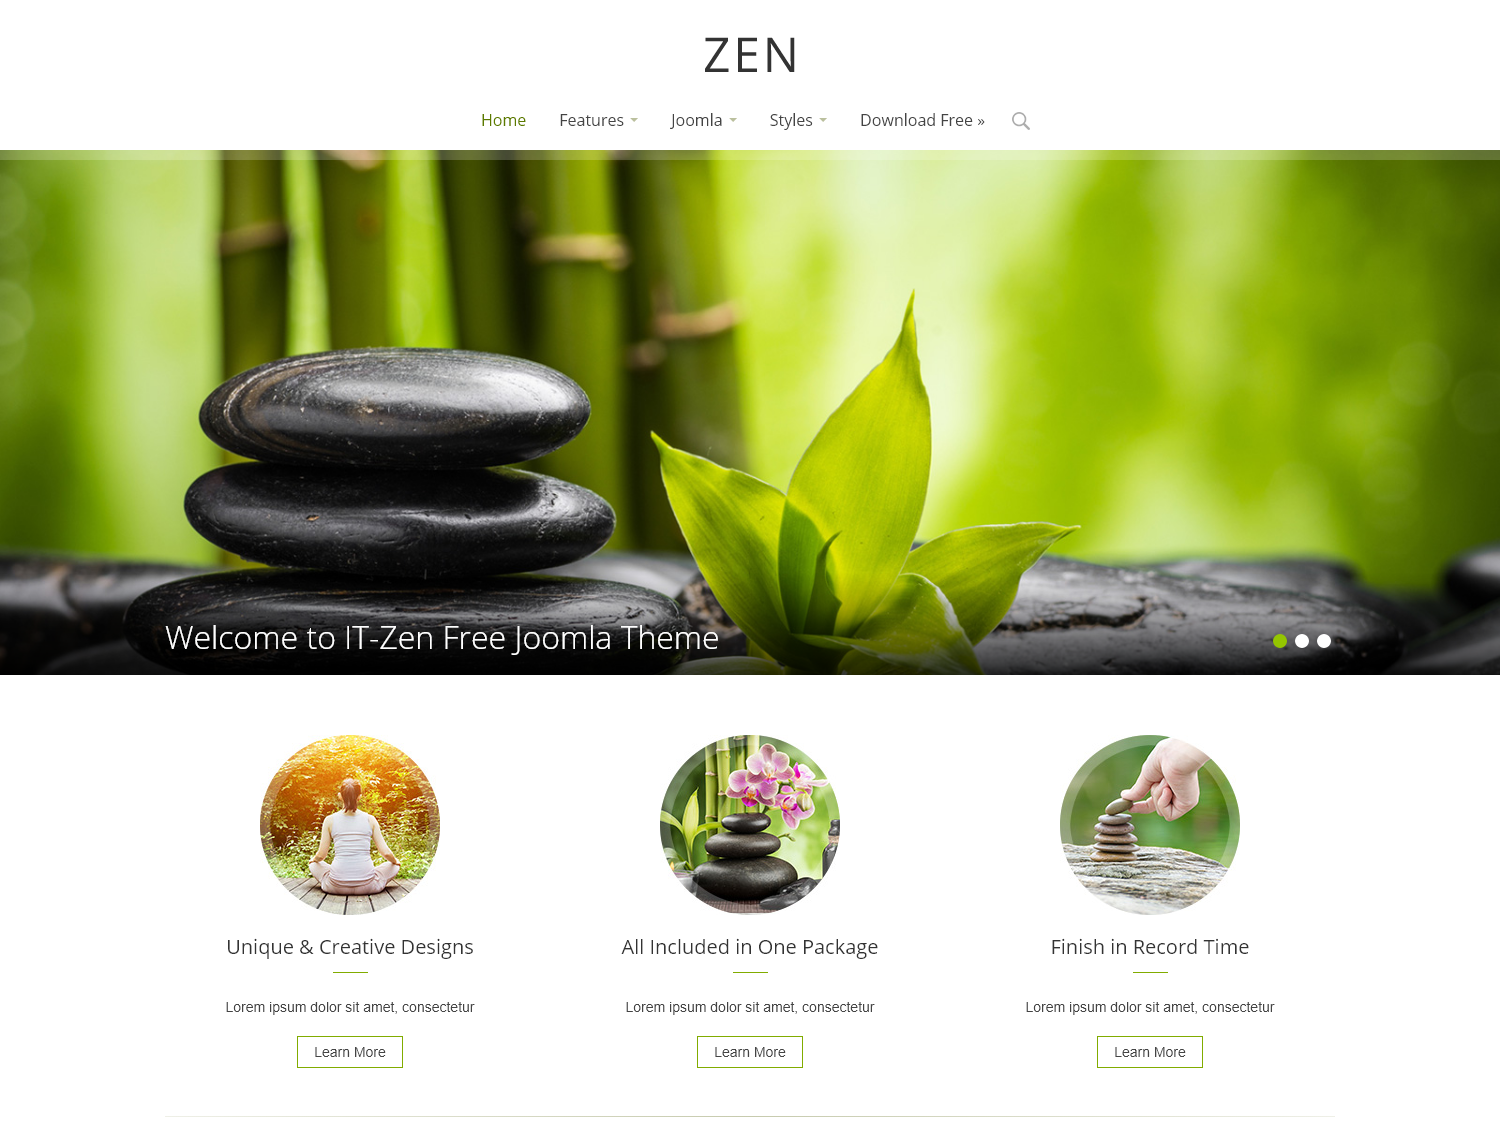 ZEN
Home Features Joomla Styles Download Free »
Welcome to IT-Zen Free Joomla Theme
Unique & Creative Designs All Included in One Package Finish in Record Time
Lorem ipsum dolor sit amet, consectetur Lorem ipsum dolor sit amet, consectetur Lorem ipsum dolor sit amet, consectetur
Learn More Learn More Learn More